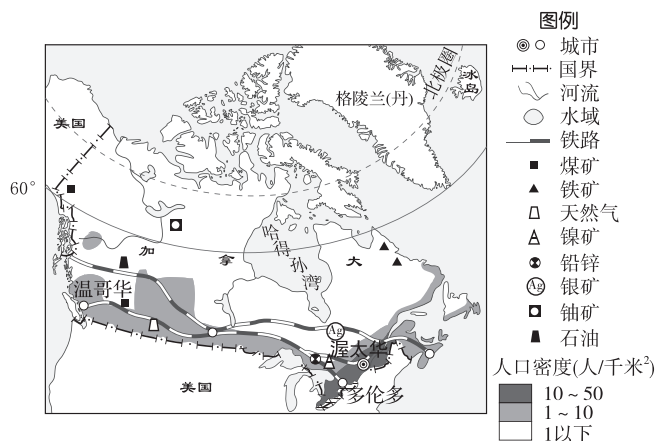 图例
城市
国界
河流
水域
铁路
煤矿
铁矿
天然气
镍矿
铅锌
Ag 银矿
铀矿
石油
人口密度(人/千米²)
10~50
1~10
1以下
北极圈
冰岛
格陵兰(丹)
美国
60°
哈得孙湾
加拿大
温哥华
Ag
渥太华
多伦多
美国